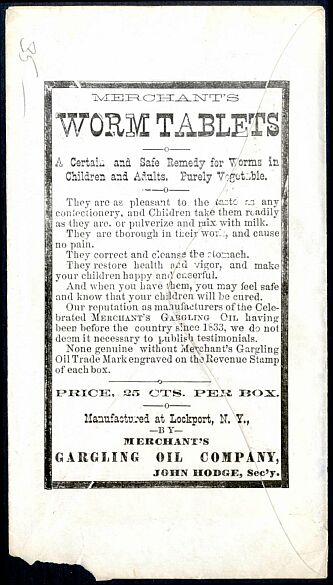 35
MERCHANT'S
WORM TABLETS
A Certain and Safe Remedy for Worms in
Children and Adults. Purely Vegetable.
They are as pleasant to the taste as any
confectionery, and Children take them readily
as they are, or pulverize and mix with milk.
They are thorough in their work, and cause
no pain.
They correct and cleanse the stomach.
They restore health and vigor, and make
your children happy and cheerful.
And when you have them, you may feel safe
and know that your children will be cured.
Our reputation as manufacturers of the Cele-
brated MERCHANT'S GARGLING OIL having
been before the country since 1833, we do not
deem it necessary to publish testimonials.
None genuine without Merchant's Gargling
Oil Trade Mark engraved on the Revenue Stamp
of each box.
PRICE, 25 CTS. PER BOX.
Manufactured at Lockport, N. Y.,
—BY—
MERCHANT'S
GARGLING OIL COMPANY,
JOHN HODGE, Sec'y.